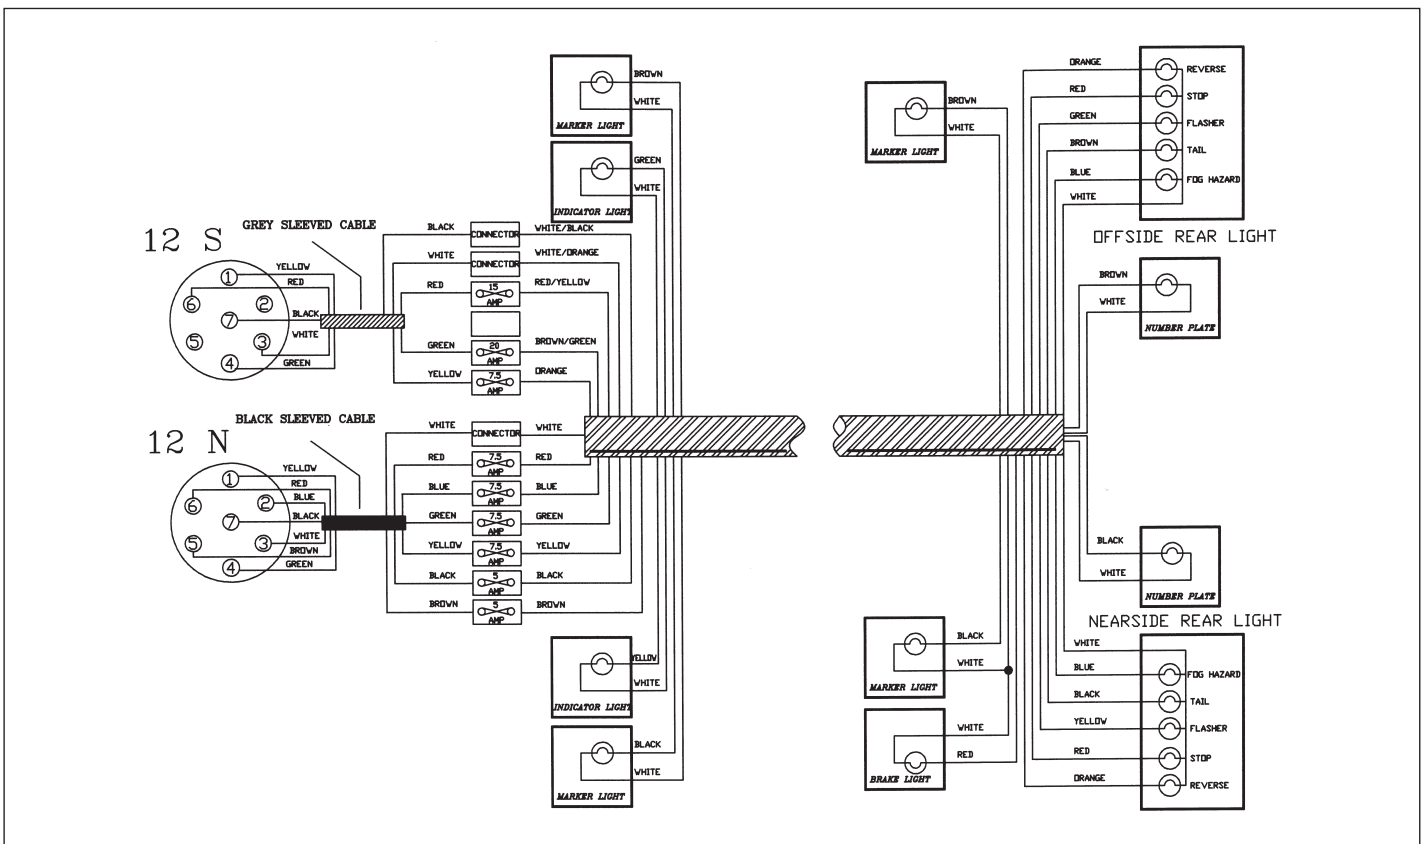 BROWN
WHITE
MARKER LIGHT
GREEN
WHITE
INDICATOR LIGHT
12 S
GREY SLEEVED CABLE
YELLOW
RED
BLACK
WHITE
GREEN
1
6
2
7
5
3
4
BLACK
CONNECTOR
WHITE/BLACK
WHITE
CONNECTOR
WHITE/ORANGE
RED
15
AMP
RED/YELLOW
GREEN
20
AMP
BROWN/GREEN
YELLOW
7.5
AMP
ORANGE
12 N
BLACK SLEEVED CABLE
YELLOW
RED
BLUE
BLACK
WHITE
BROWN
GREEN
1
6
2
7
5
3
4
WHITE
CONNECTOR
WHITE
RED
7.5
AMP
RED
BLUE
7.5
AMP
BLUE
GREEN
7.5
AMP
GREEN
YELLOW
7.5
AMP
YELLOW
BLACK
5
AMP
BLACK
BROWN
5
AMP
BROWN
YELLOW
WHITE
INDICATOR LIGHT
BLACK
WHITE
MARKER LIGHT
BROWN
WHITE
MARKER LIGHT
ORANGE
REVERSE
RED
STOP
GREEN
FLASHER
BROWN
TAIL
BLUE
FOG HAZARD
WHITE
OFFSIDE REAR LIGHT
BROWN
WHITE
NUMBER PLATE
BLACK
WHITE
NUMBER PLATE
NEARSIDE REAR LIGHT
BLACK
WHITE
MARKER LIGHT
WHITE
RED
BRAKE LIGHT
WHITE
BLUE
FOG HAZARD
BLACK
TAIL
YELLOW
FLASHER
RED
STOP
ORANGE
REVERSE